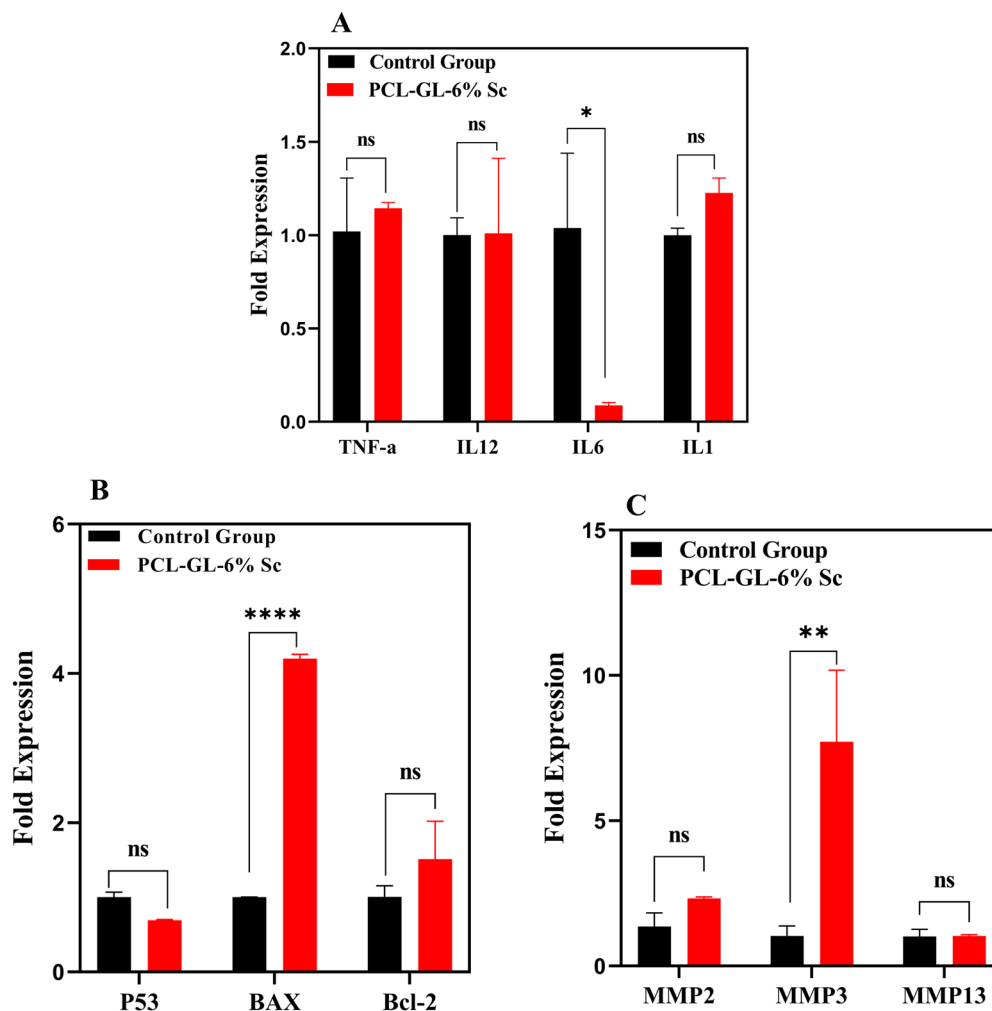 A
2.0
Control Group
PCL-GL-6% Sc
1.5
1.0
0.5
0.0
Fold Expression
ns
ns
*
ns
TNF-a IL12 IL6 IL1
B
6
Control Group
PCL-GL-6% Sc
4
2
0
Fold Expression
ns
****
ns
P53 BAX Bcl-2
C
15
Control Group
PCL-GL-6% Sc
10
5
0
Fold Expression
ns
**
ns
MMP2 MMP3 MMP13